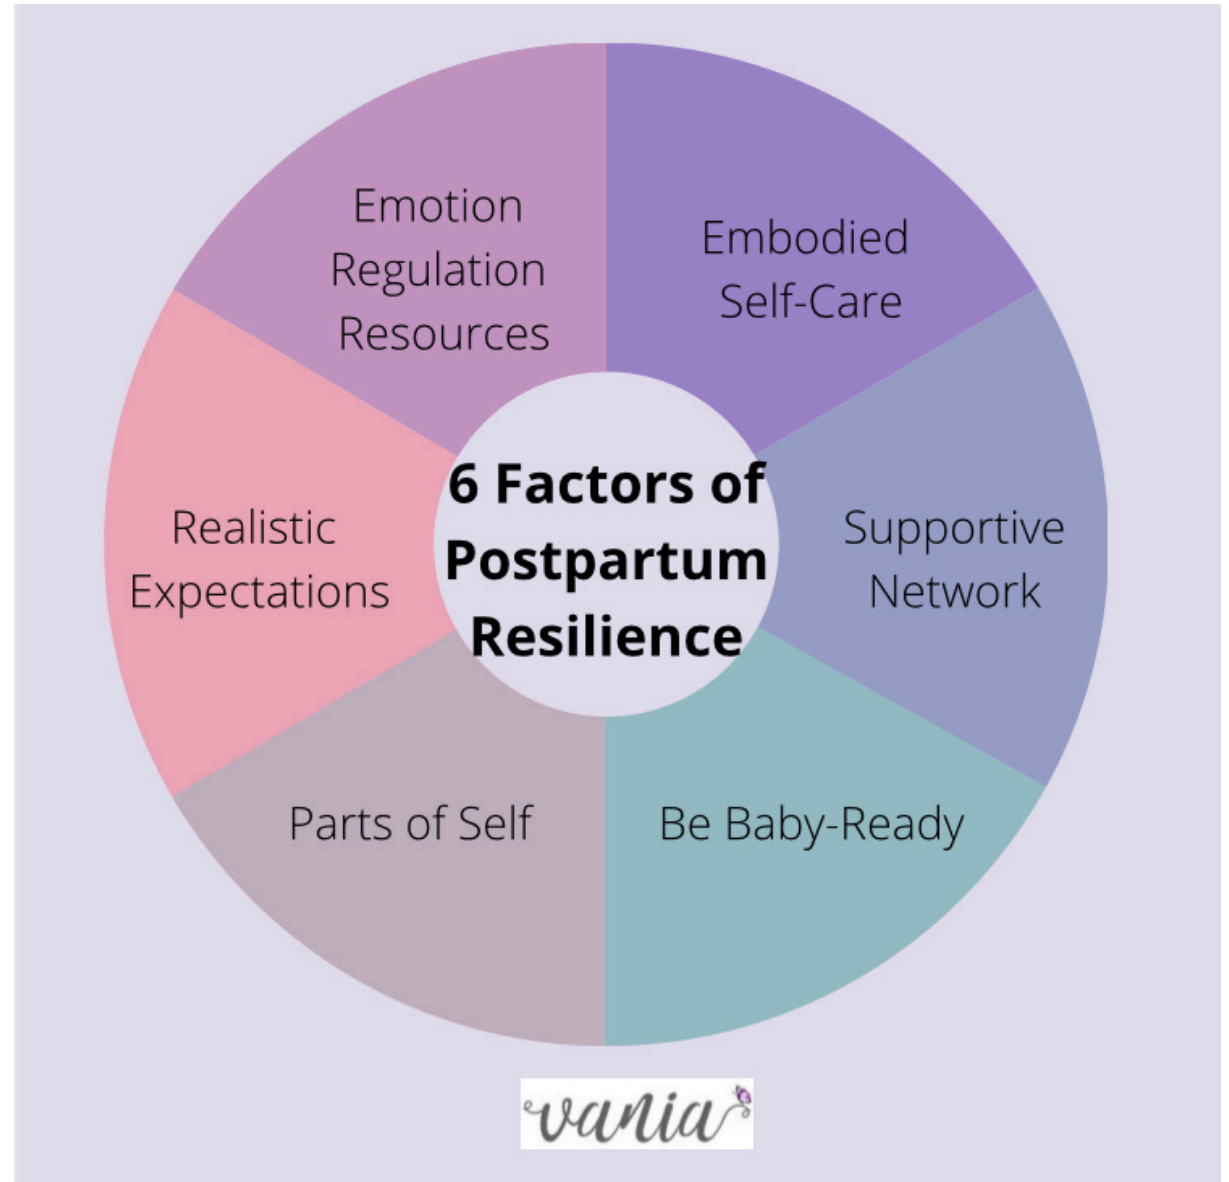 Emotion
Regulation
Resources
Embodied
Self-Care
Realistic
Expectations
6 Factors of
Postpartum
Resilience
Supportive
Network
Parts of Self
Be Baby-Ready
vania